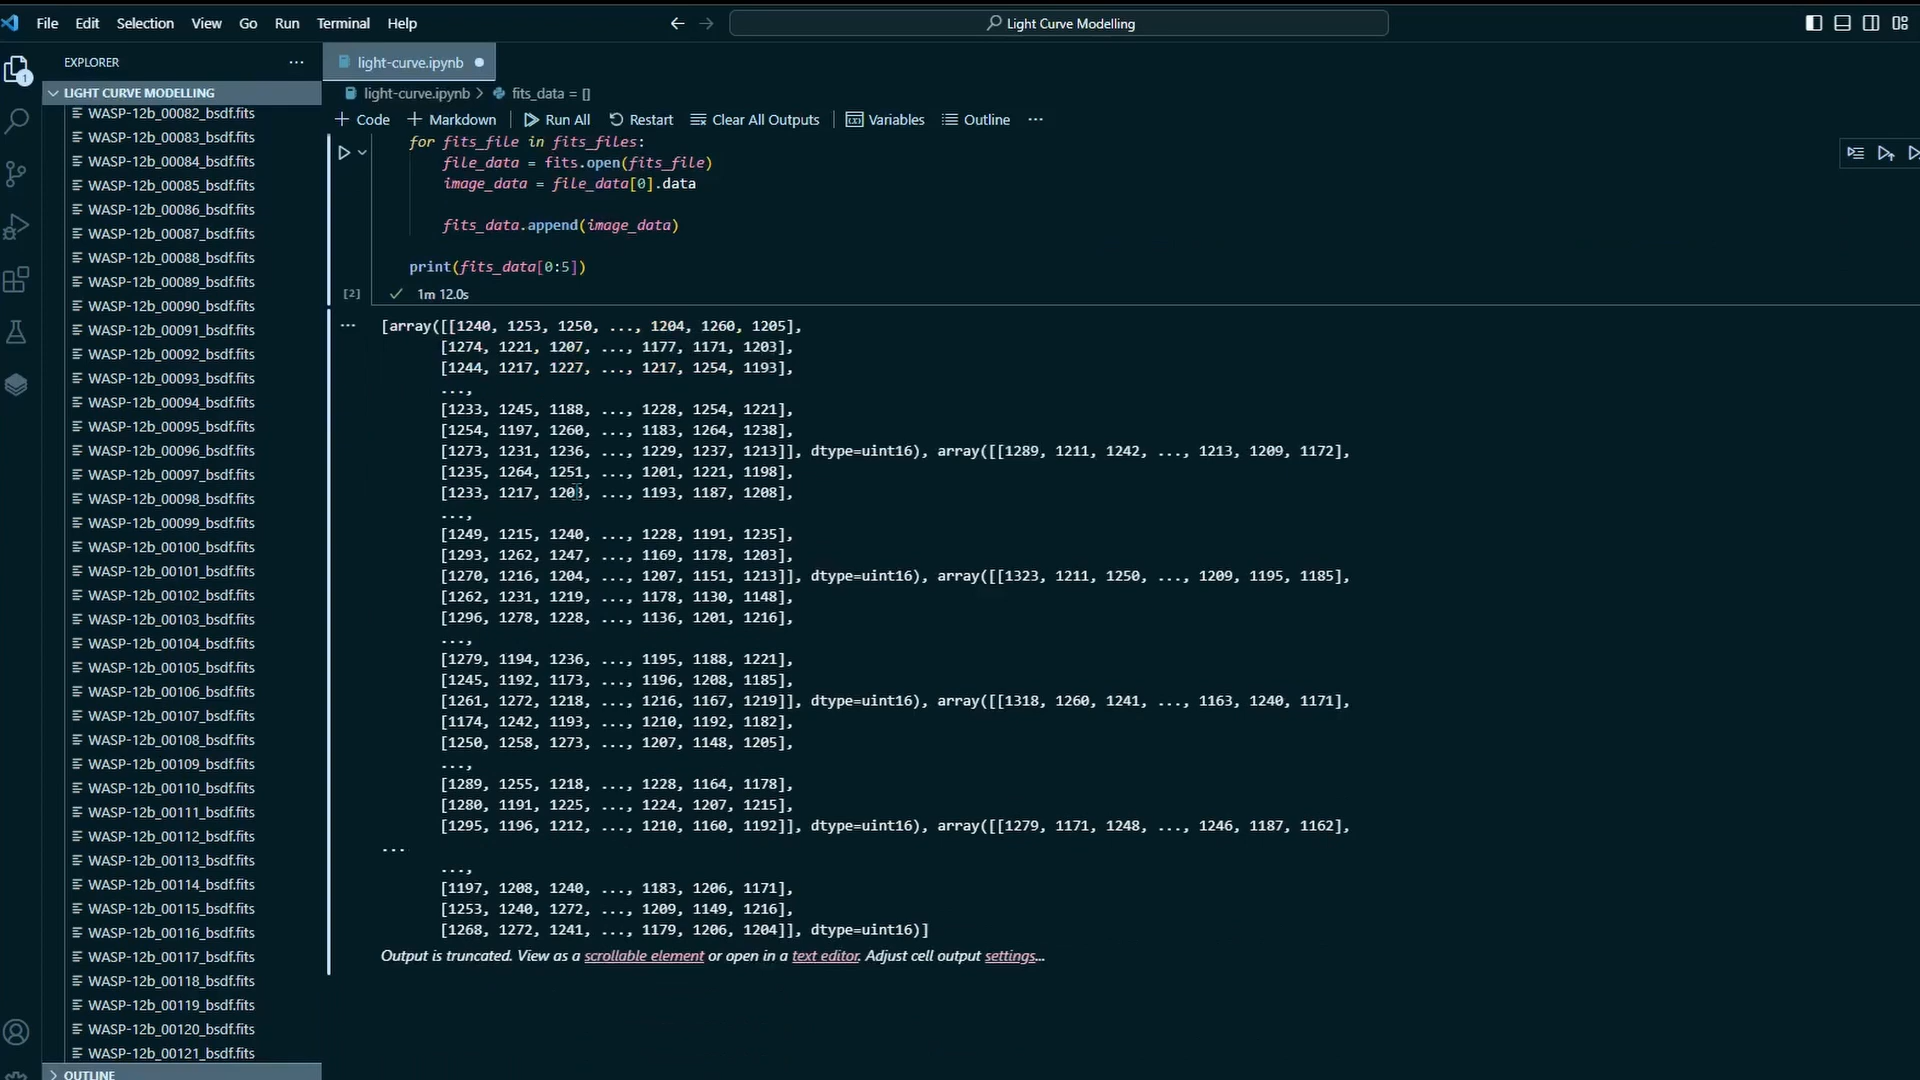 File Edit Selection View Go Run Terminal Help
Light Curve Modelling
EXPLORER
1
LIGHT CURVE MODELLING
WASP-12b_00082_bsdf.fits
WASP-12b_00083_bsdf.fits
WASP-12b_00084_bsdf.fits
WASP-12b_00085_bsdf.fits
WASP-12b_00086_bsdf.fits
WASP-12b_00087_bsdf.fits
WASP-12b_00088_bsdf.fits
WASP-12b_00089_bsdf.fits
WASP-12b_00090_bsdf.fits
WASP-12b_00091_bsdf.fits
WASP-12b_00092_bsdf.fits
WASP-12b_00093_bsdf.fits
WASP-12b_00094_bsdf.fits
WASP-12b_00095_bsdf.fits
WASP-12b_00096_bsdf.fits
WASP-12b_00097_bsdf.fits
WASP-12b_00098_bsdf.fits
WASP-12b_00099_bsdf.fits
WASP-12b_00100_bsdf.fits
WASP-12b_00101_bsdf.fits
WASP-12b_00102_bsdf.fits
WASP-12b_00103_bsdf.fits
WASP-12b_00104_bsdf.fits
WASP-12b_00105_bsdf.fits
WASP-12b_00106_bsdf.fits
WASP-12b_00107_bsdf.fits
WASP-12b_00108_bsdf.fits
WASP-12b_00109_bsdf.fits
WASP-12b_00110_bsdf.fits
WASP-12b_00111_bsdf.fits
WASP-12b_00112_bsdf.fits
WASP-12b_00113_bsdf.fits
WASP-12b_00114_bsdf.fits
WASP-12b_00115_bsdf.fits
WASP-12b_00116_bsdf.fits
WASP-12b_00117_bsdf.fits
WASP-12b_00118_bsdf.fits
WASP-12b_00119_bsdf.fits
WASP-12b_00120_bsdf.fits
WASP-12b_00121_bsdf.fits
OUTLINE
light-curve.ipynb
light-curve.ipynb > fits_data = []
+ Code + Markdown Run All Restart Clear All Outputs Variables Outline ...
for fits_file in fits_files:
file_data = fits.open(fits_file)
image_data = file_data[0].data
fits_data.append(image_data)
print(fits_data[0:5])
[2] 1m 12.0s
[array([[1240, 1253, 1250, ..., 1204, 1260, 1205],
[1274, 1221, 1207, ..., 1177, 1171, 1203],
[1244, 1217, 1227, ..., 1217, 1254, 1193],
...,
[1233, 1245, 1188, ..., 1228, 1254, 1221],
[1254, 1197, 1260, ..., 1183, 1264, 1238],
[1273, 1231, 1236, ..., 1229, 1237, 1213]], dtype=uint16), array([[1289, 1211, 1242, ..., 1213, 1209, 1172],
[1235, 1264, 1251, ..., 1201, 1221, 1198],
[1233, 1217, ..., 1193, 1187, 1208],
...,
[1249, 1215, 1240, ..., 1228, 1191, 1235],
[1293, 1262, 1247, ..., 1169, 1178, 1203],
[1270, 1216, 1204, ..., 1207, 1151, 1213]], dtype=uint16), array([[1323, 1211, 1250, ..., 1209, 1195, 1185],
[1262, 1231, 1219, ..., 1178, 1130, 1148],
[1296, 1278, 1228, ..., 1136, 1201, 1216],
...,
[1279, 1194, 1236, ..., 1195, 1188, 1221],
[1245, 1192, 1173, ..., 1196, 1208, 1185],
[1261, 1272, 1218, ..., 1216, 1167, 1219]], dtype=uint16), array([[1318, 1260, 1241, ..., 1163, 1240, 1171],
[1174, 1242, 1193, ..., 1210, 1192, 1182],
[1250, 1258, 1273, ..., 1207, 1148, 1205],
...,
[1289, 1255, 1218, ..., 1228, 1164, 1178],
[1280, 1191, 1225, ..., 1224, 1207, 1215],
[1295, 1196, 1212, ..., 1210, 1160, 1192]], dtype=uint16), array([[1279, 1171, 1248, ..., 1246, 1187, 1162],
...
...,
[1197, 1208, 1240, ..., 1183, 1206, 1171],
[1253, 1240, 1272, ..., 1209, 1149, 1216],
[1268, 1272, 1241, ..., 1179, 1206, 1204]], dtype=uint16)]
Output is truncated. View as a scrollable element or open in a text editor. Adjust cell output settings...